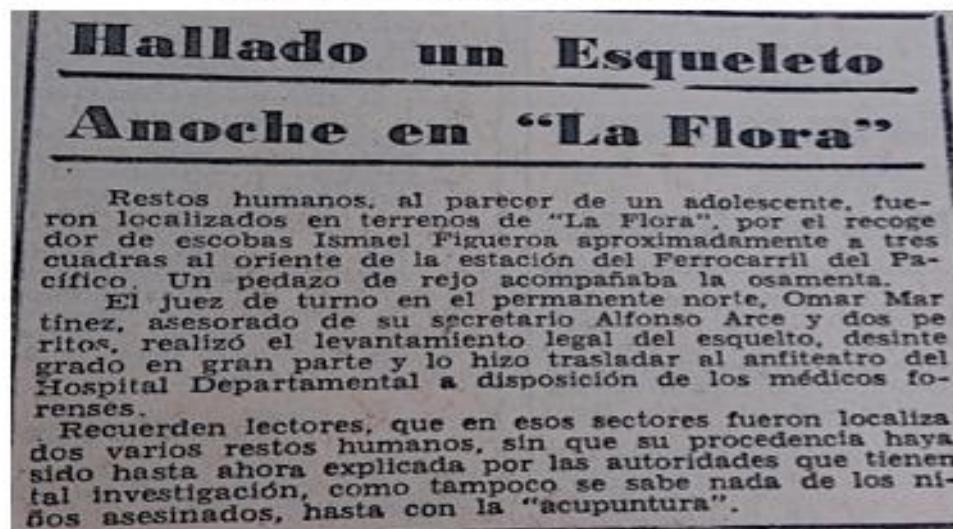 Hallado un Esqueleto
Anoche en “La Flora”
Restos humanos, al parecer de un adolescente, fue-
ron localizados en terrenos de “La Flora”, por el recoge
dor de escobas Ismael Figueroa aproximadamente a tres
cuadras al oriente de la estación del Ferrocarril del Pa-
cífico. Un pedazo de rejo acompañaba la osamenta.
El juez de turno en el permanente norte, Omar Mar
tínez, asesorado de su secretario Alfonso Arce y dos pe
ritos, realizó el levantamiento legal del esquelto, desinte
grado en gran parte y lo hizo trasladar al anfiteatro del
Hospital Departamental a disposición de los médicos fo-
renses.
Recuerden lectores, que en esos sectores fueron localiza
dos varios restos humanos, sin que su procedencia haya
sido hasta ahora explicada por las autoridades que tienen
tal investigación, como tampoco se sabe nada de los ni-
ños asesinados, hasta con la “acupuntura”.